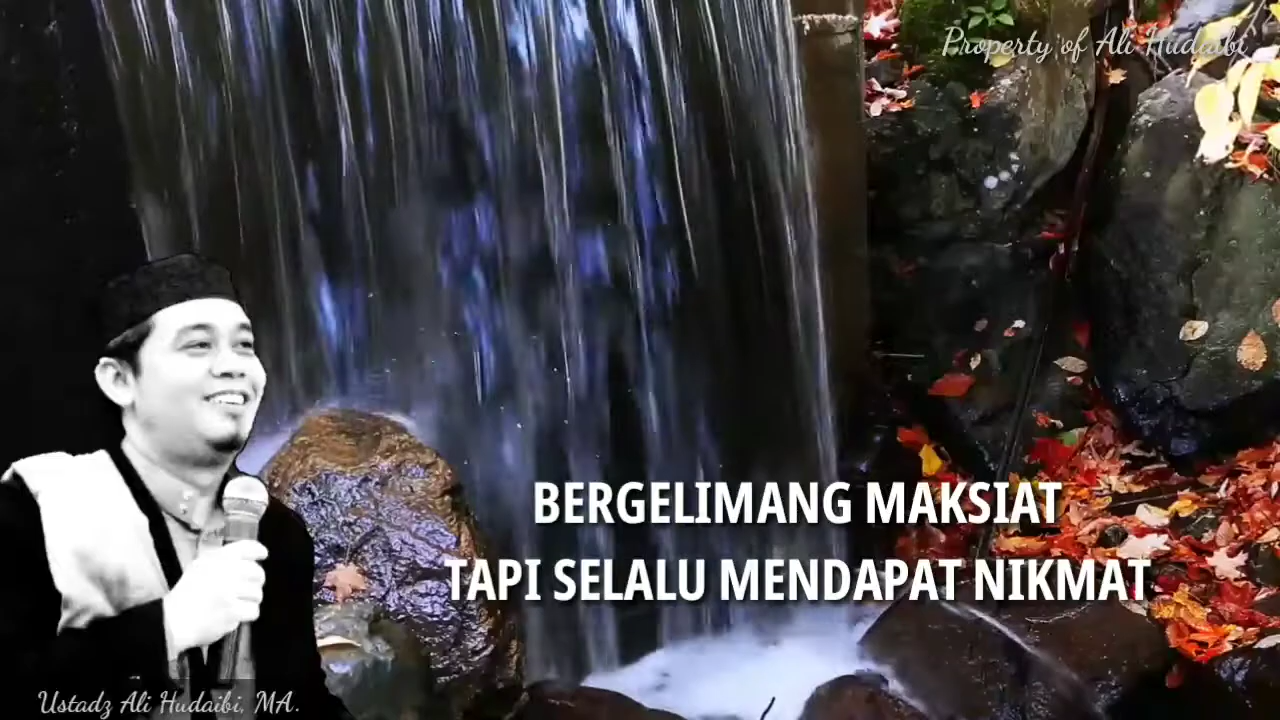 Property of Ali Hudaibi
BERGELIMANG MAKSIAT
TAPI SELALU MENDAPAT NIKMAT
Ustadz Ali Hudaibi, MA.